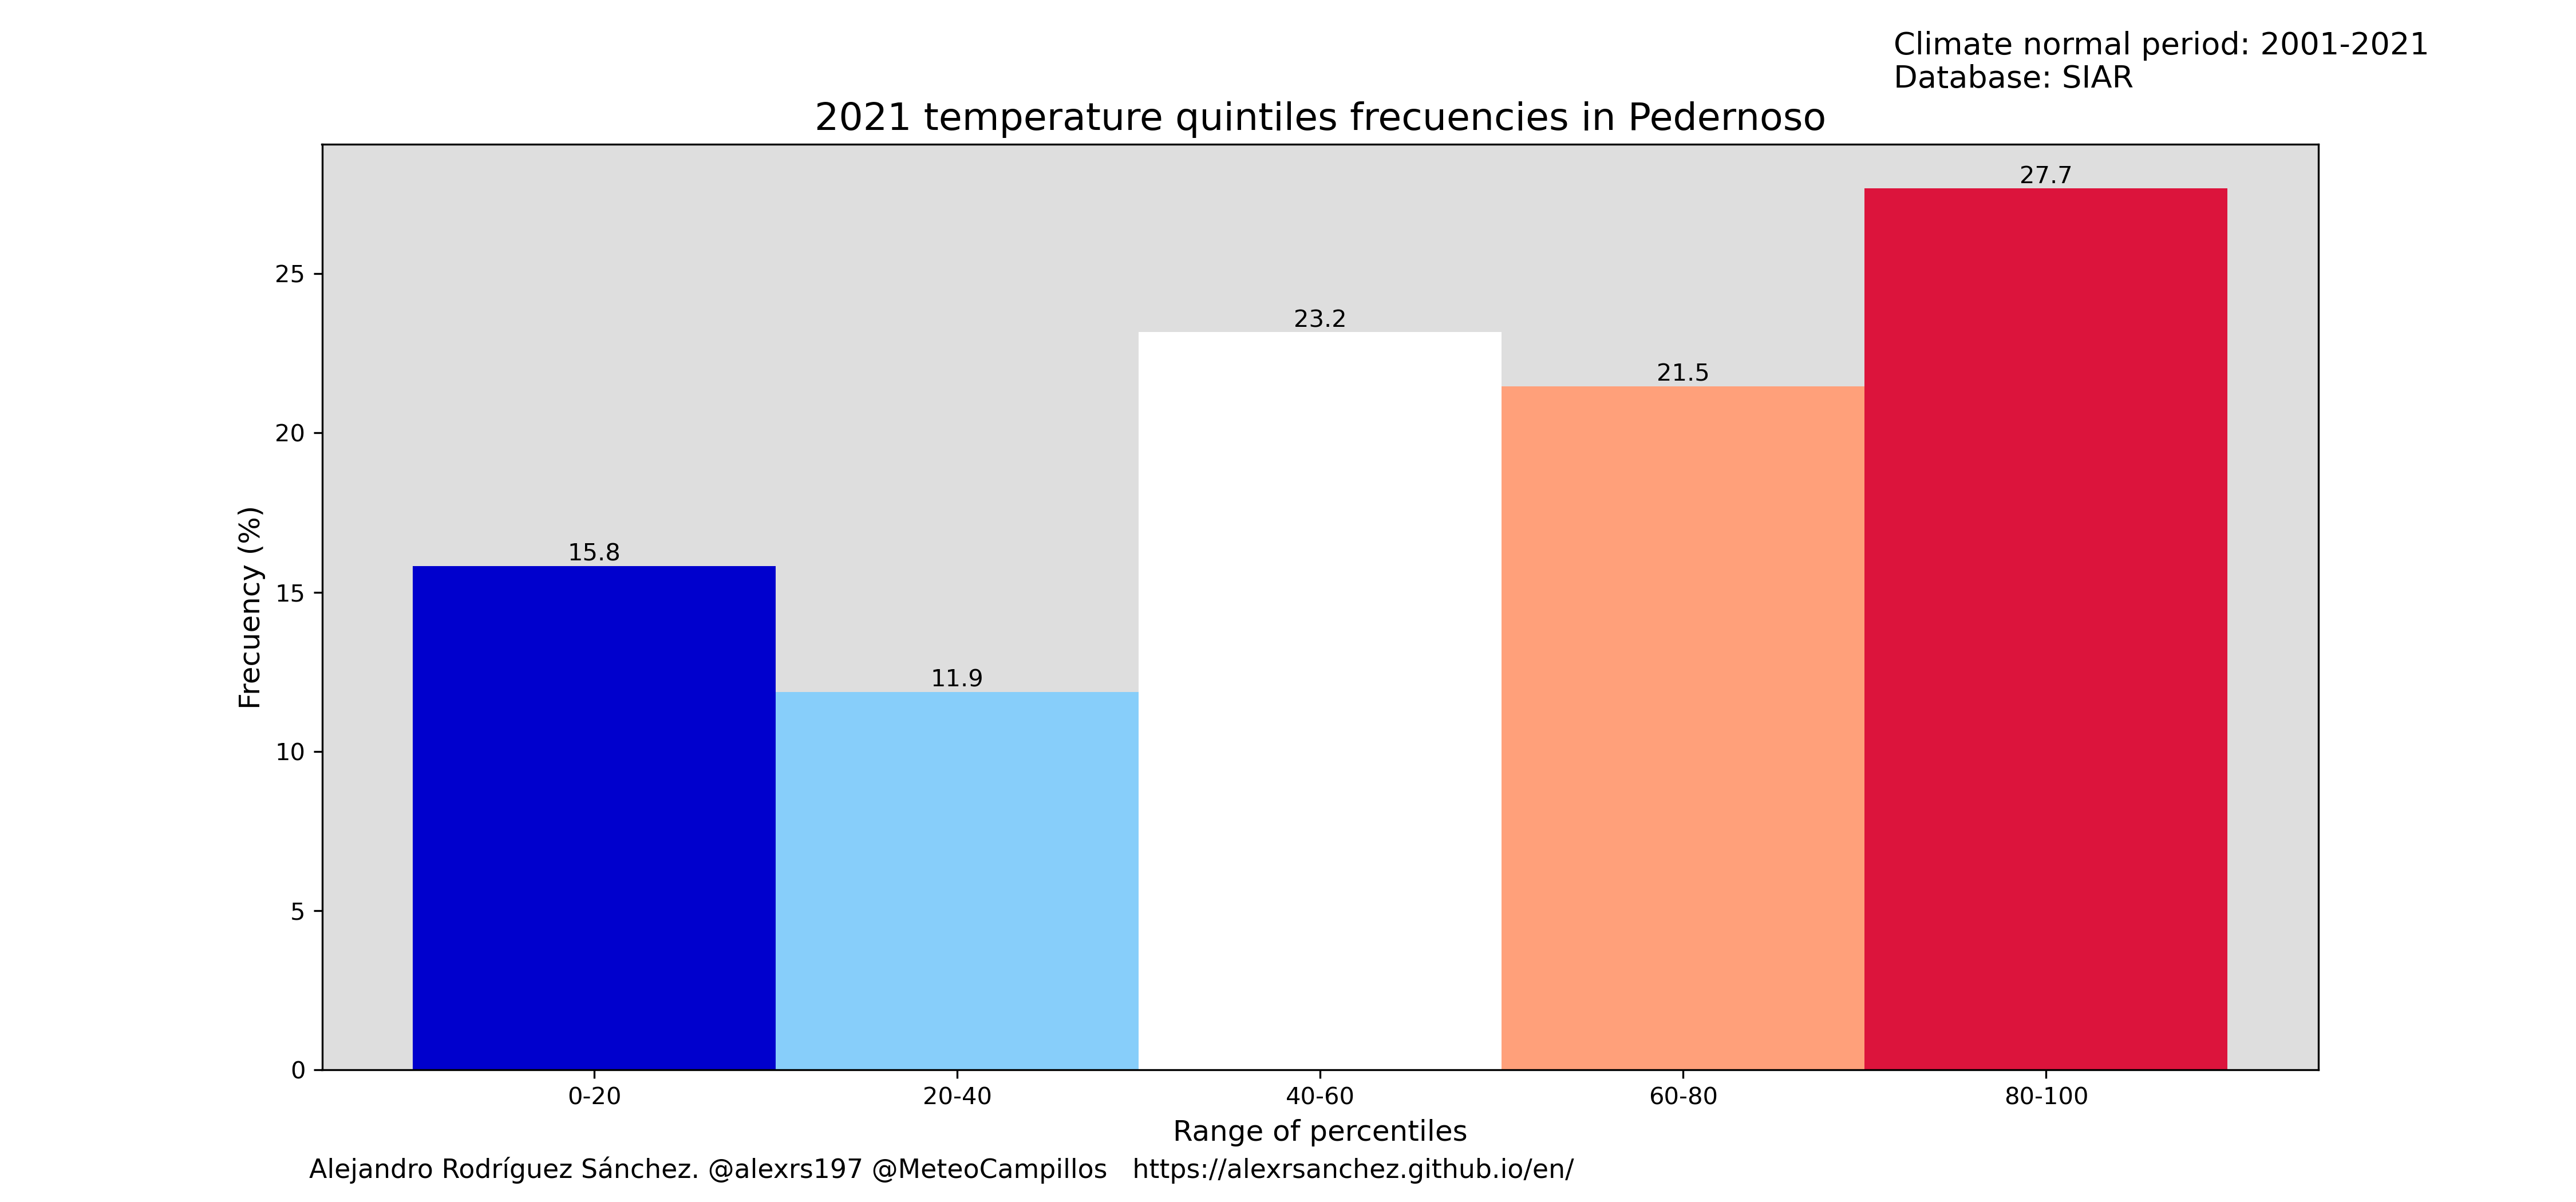 Climate normal period: 2001-2021
Database: SIAR
2021 temperature quintiles frecuencies in Pedernoso
27.7
25
23.2
21.5
20
Frecuency (%)
15.8
15
11.9
10
5
0
0-20 20-40 40-60 60-80 80-100
Range of percentiles
Alejandro Rodríguez Sánchez. @alexrs197 @MeteoCampillos https://alexrsanchez.github.io/en/